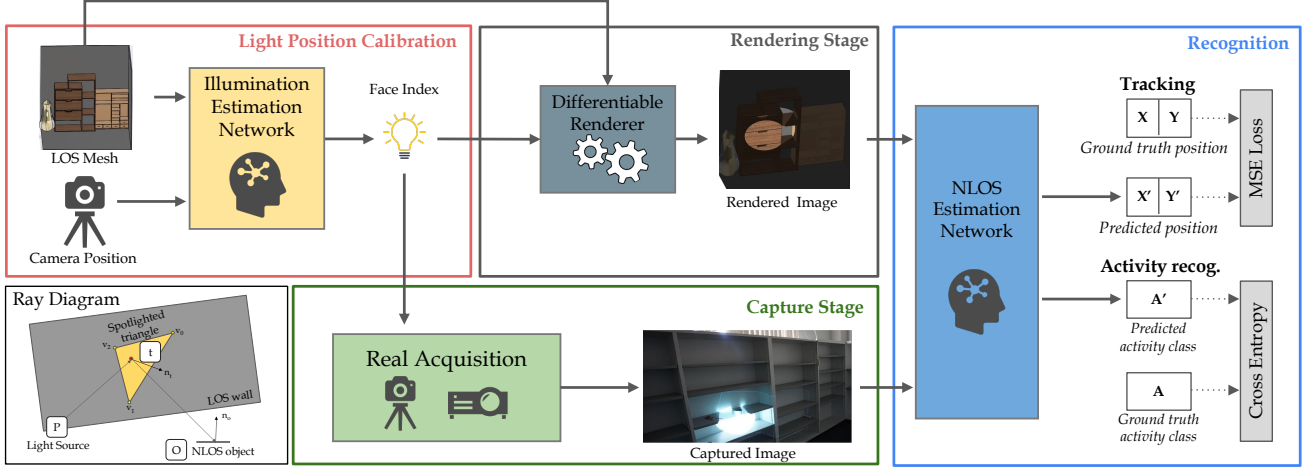 Light Position Calibration
LOS Mesh
Camera Position
Illumination
Estimation
Network
Face Index
Rendering Stage
Differentiable
Renderer
Rendered Image
Recognition
NLOS
Estimation
Network
Tracking
X Y
Ground truth position
X' Y'
Predicted position
MSE Loss
Activity recog.
A'
Predicted
activity class
A
Ground truth
activity class
Cross Entropy
Ray Diagram
Spotlighted
triangle
v0
v2
t
nt
v1
LOS wall
P
Light Source
no
O
NLOS object
Capture Stage
Real Acquisition
Captured Image